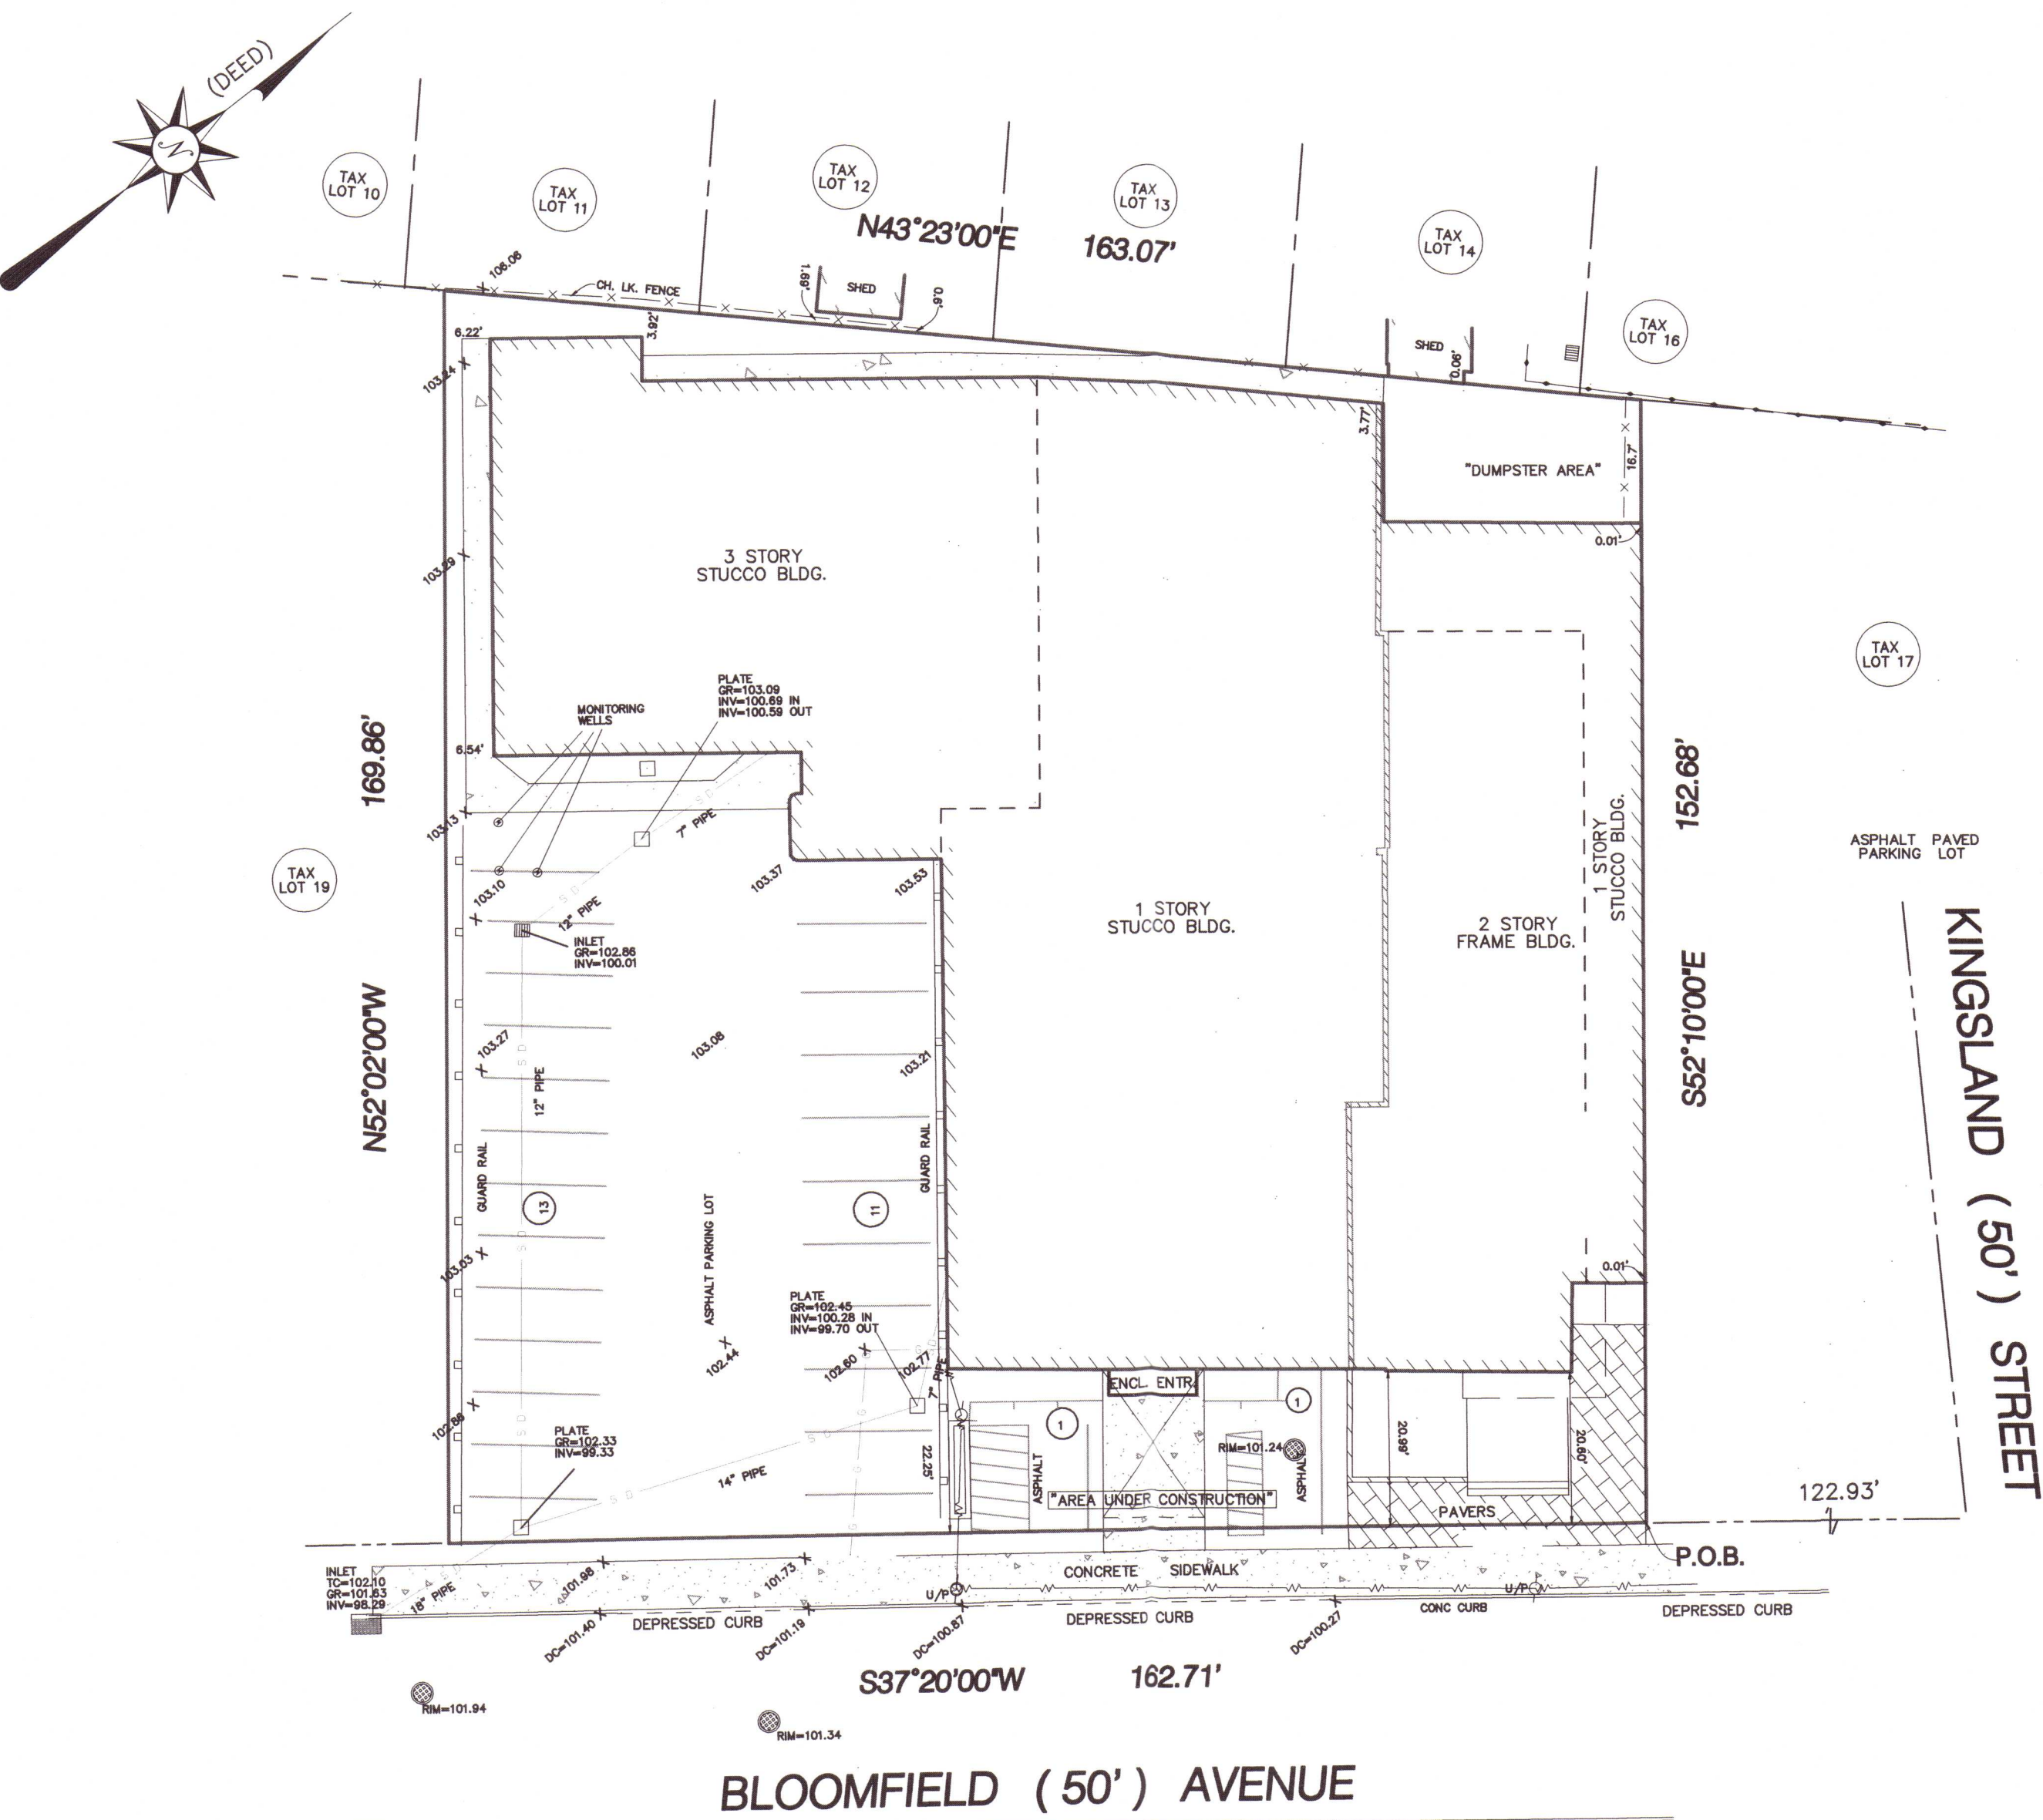 (DEED)
N
TAX
LOT 10
TAX
LOT 11
TAX
LOT 12
TAX
LOT 13
TAX
LOT 14
TAX
LOT 16
N43°23'00"E 163.07'
106.06
CH. LK. FENCE
1.69'
SHED
0.6'
SHED
0.06'
6.22'
3.92'
103.24
3.77'
"DUMPSTER AREA"
16.7'
0.01'
103.29
3 STORY
STUCCO BLDG.
TAX
LOT 17
MONITORING
WELLS
PLATE
GR=103.09
INV=100.69 IN
INV=100.59 OUT
6.54'
169.86'
N52°02'00"W
152.68'
S52°10'00"E
103.13
S D
7" PIPE
TAX
LOT 19
103.10
103.37
103.53
S D
12" PIPE
INLET
GR=102.86
INV=100.01
1 STORY
STUCCO BLDG.
2 STORY
FRAME BLDG.
1 STORY
STUCCO BLDG.
ASPHALT PAVED
PARKING LOT
KINGSLAND (50') STREET
103.27
S D
12" PIPE
103.08
103.21
GUARD RAIL
13
S D
ASPHALT PARKING LOT
11
GUARD RAIL
103.03
0.01'
PLATE
GR=102.45
INV=100.28 IN
INV=99.70 OUT
102.44
102.60
102.77
7" PIPE
G
102.88
S D
PLATE
GR=102.33
INV=99.33
S D
14" PIPE
S D
G
G
G
22.25'
ENCL. ENTR.
1
1
ASPHALT
RIM=101.24
ASPHALT
20.99'
20.60'
"AREA UNDER CONSTRUCTION"
PAVERS
122.93'
P.O.B.
INLET
TC=102.10
GR=101.63
INV=98.29
S D
18" PIPE
101.98
101.73
CONCRETE SIDEWALK
U/P
U/P
DC=101.40
DEPRESSED CURB
DC=101.19
DC=100.87
DEPRESSED CURB
DC=100.27
CONC CURB
DEPRESSED CURB
S37°20'00"W 162.71'
RIM=101.94
RIM=101.34
BLOOMFIELD (50') AVENUE